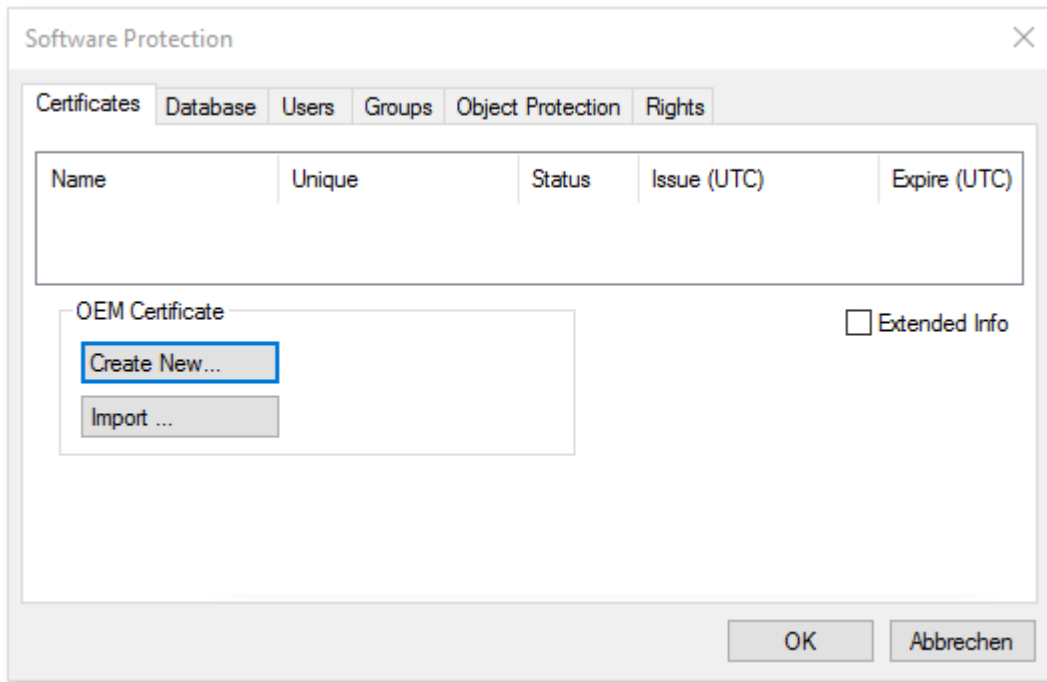 Software Protection
Certificates Database Users Groups Object Protection Rights
Name Unique Status Issue (UTC) Expire (UTC)
OEM Certificate
Extended Info
Create New...
Import ...
OK Abbrechen